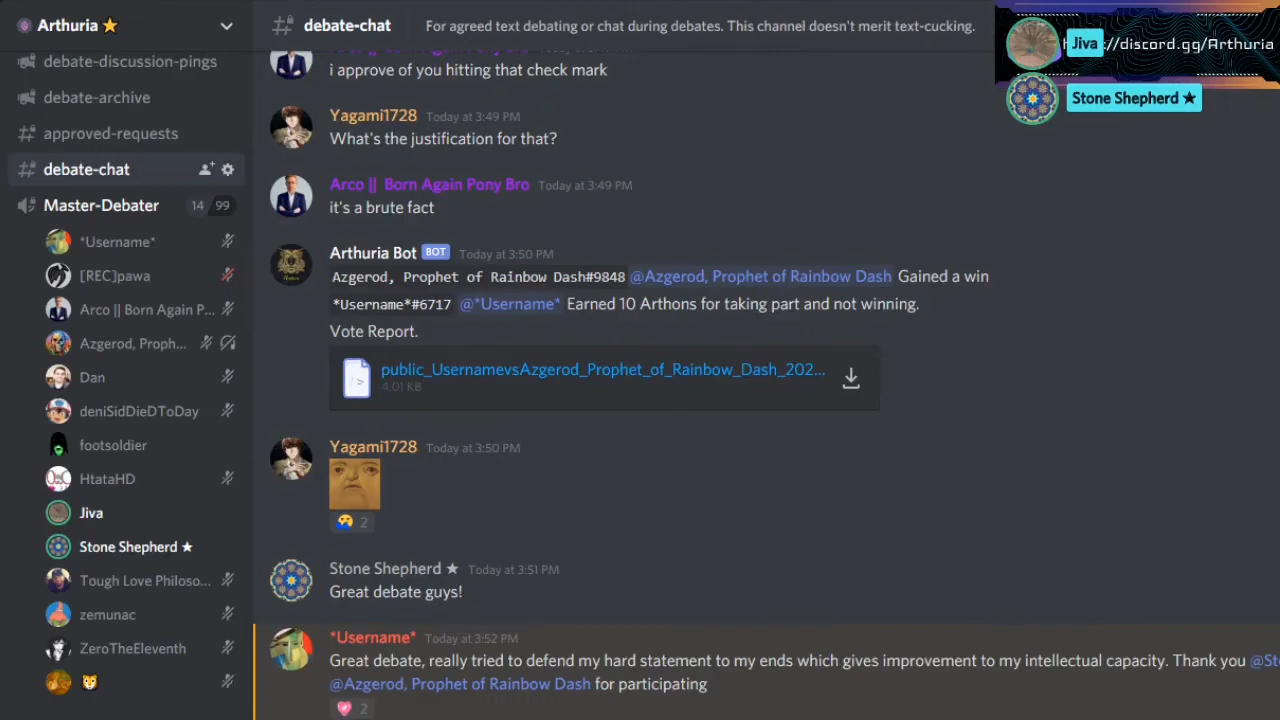 Arthuria ⭐
debate-discussion-pings
debate-archive
approved-requests
debate-chat
Master-Debater 14 99
*Username*
[REC]pawa
Arco || Born Again P...
Azgerod, Proph...
Dan
deniSidDieDToDay
footsoldier
HtataHD
Jiva
Stone Shepherd ★
Tough Love Philoso...
zemunac
ZeroTheEleventh
🐯
debate-chat For agreed text debating or chat during debates. This channel doesn't merit text-cucking.
i approve of you hitting that check mark
Yagami1728 Today at 3:49 PM
What's the justification for that?
Arco || Born Again Pony Bro Today at 3:49 PM
it's a brute fact
Arthuria Bot BOT Today at 3:50 PM
Azgerod, Prophet of Rainbow Dash#9848 @Azgerod, Prophet of Rainbow Dash Gained a win
*Username*#6717 @*Username* Earned 10 Arthons for taking part and not winning.
Vote Report.
public_UsernamevsAzgerod_Prophet_of_Rainbow_Dash_202...
4.01 KB
Yagami1728 Today at 3:50 PM
2
Stone Shepherd ★ Today at 3:51 PM
Great debate guys!
*Username* Today at 3:52 PM
Great debate, really tried to defend my hard statement to my ends which gives improvement to my intellectual capacity. Thank you
@Azgerod, Prophet of Rainbow Dash for participating
2
Jiva ://discord.gg/Arthuria
Stone Shepherd ★